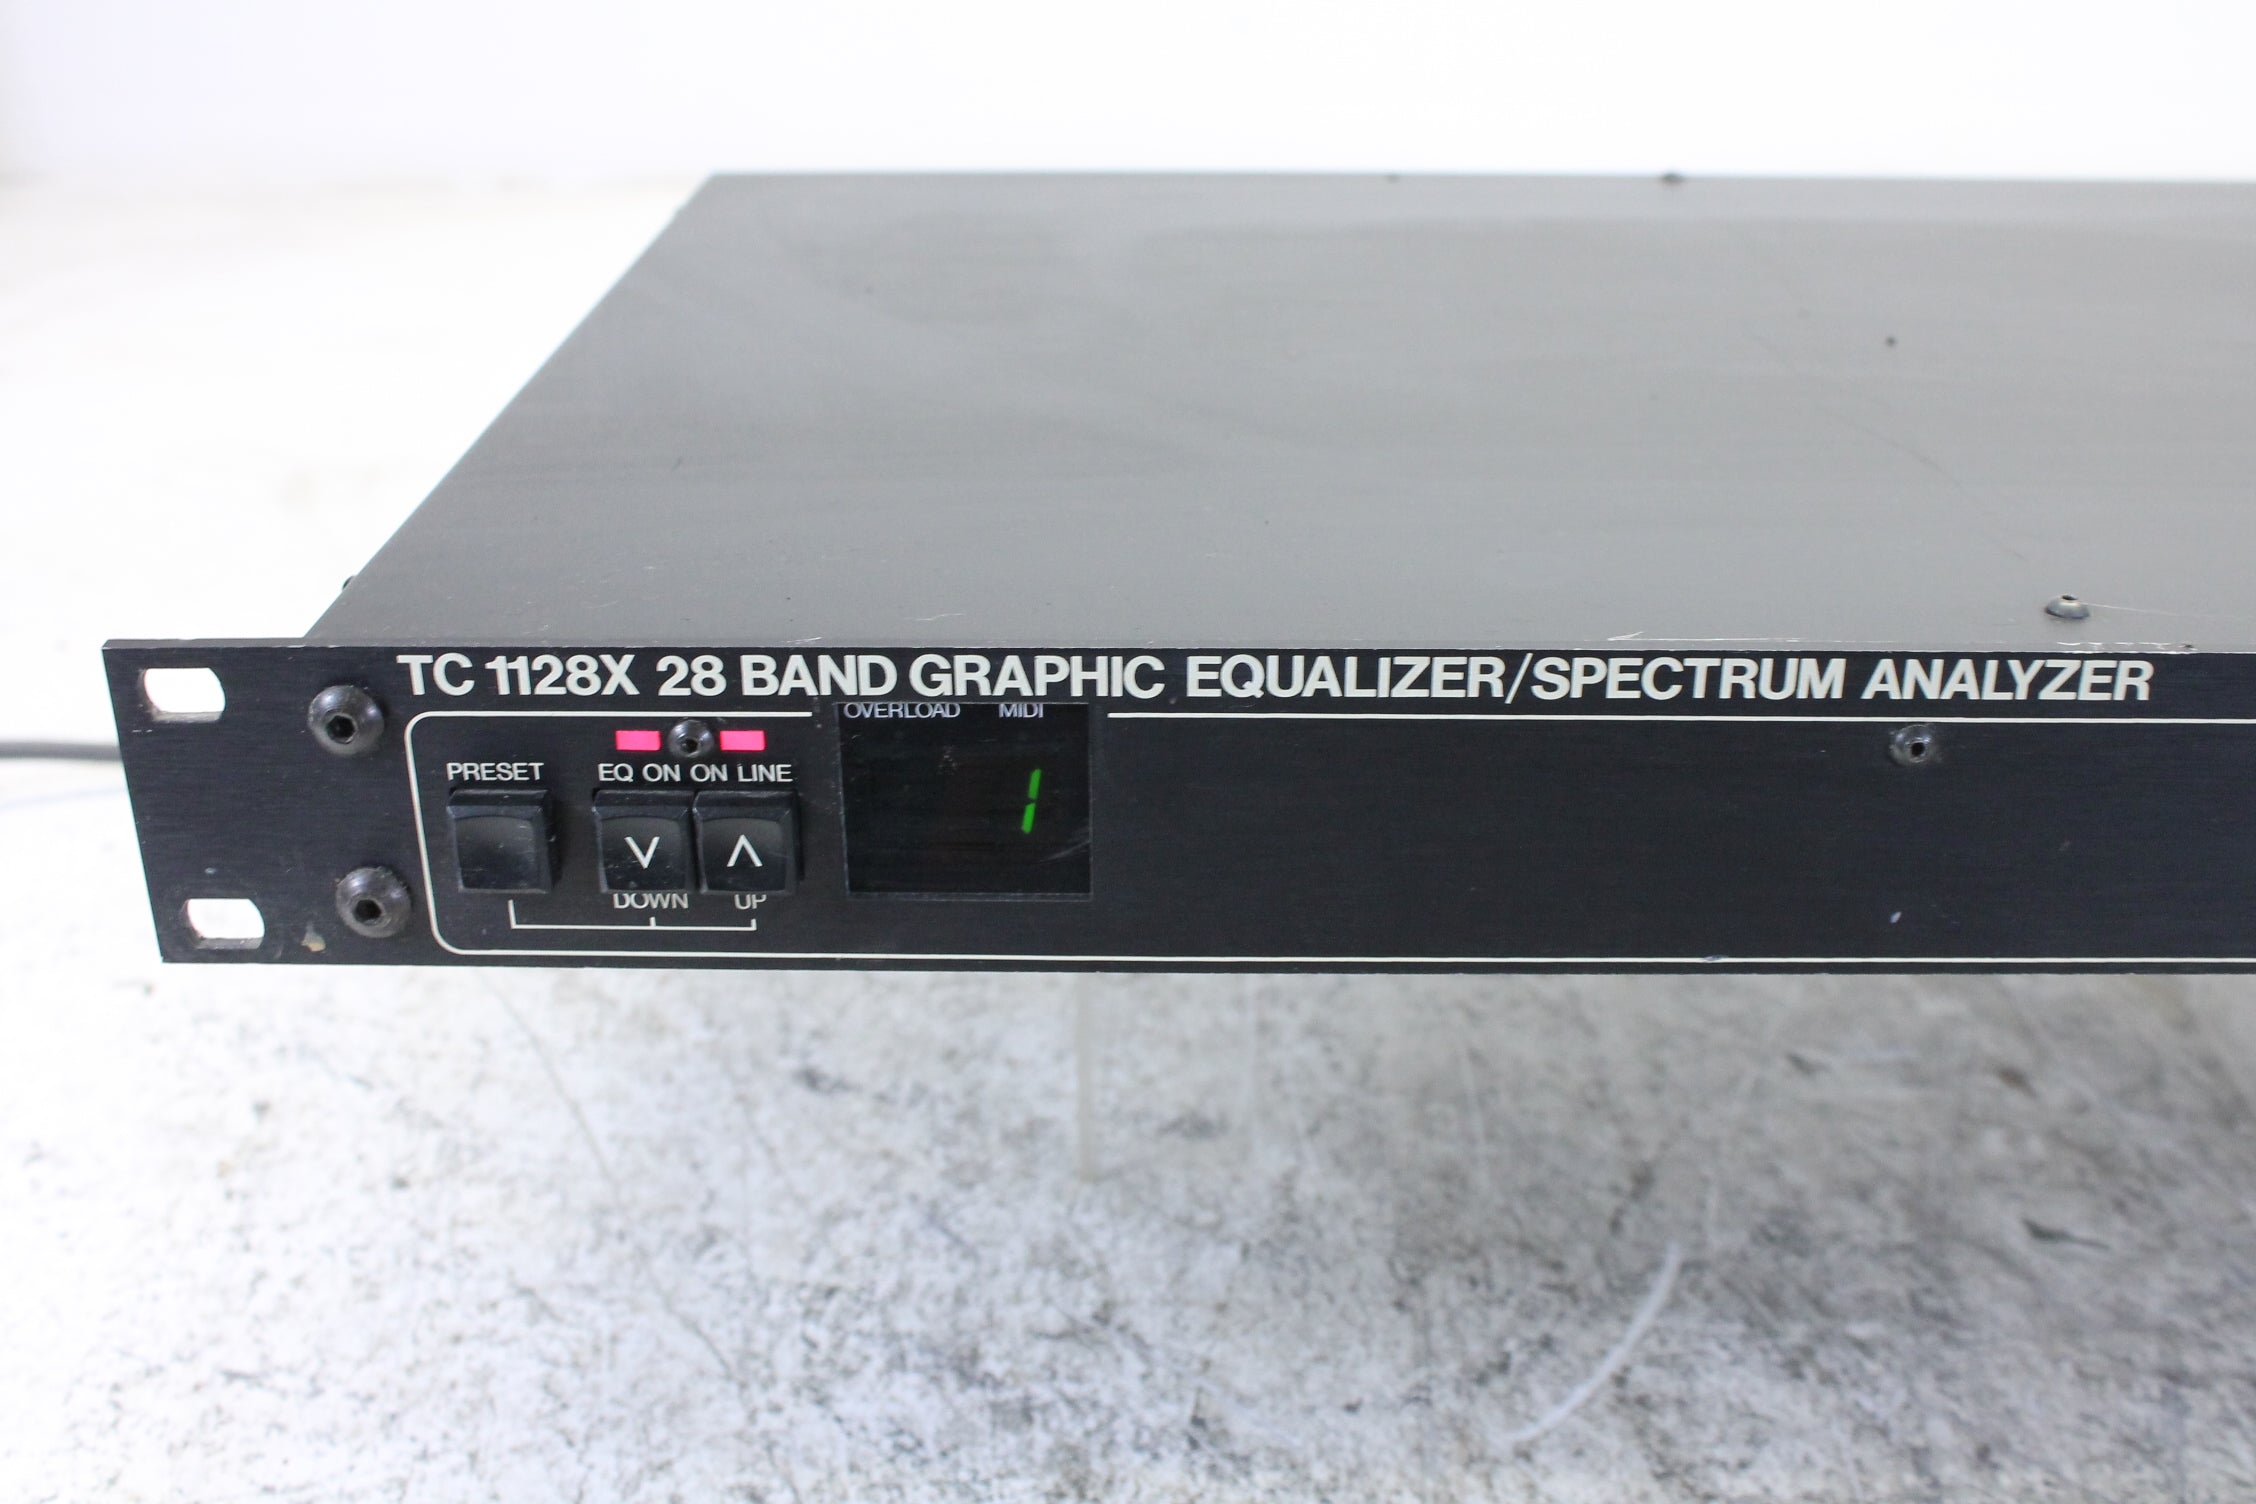 TC 1128X 28 BAND GRAPHIC EQUALIZER/SPECTRUM ANALYZER
OVERLOAD MIDI
PRESET EQ ON ON LINE
1
DOWN UP